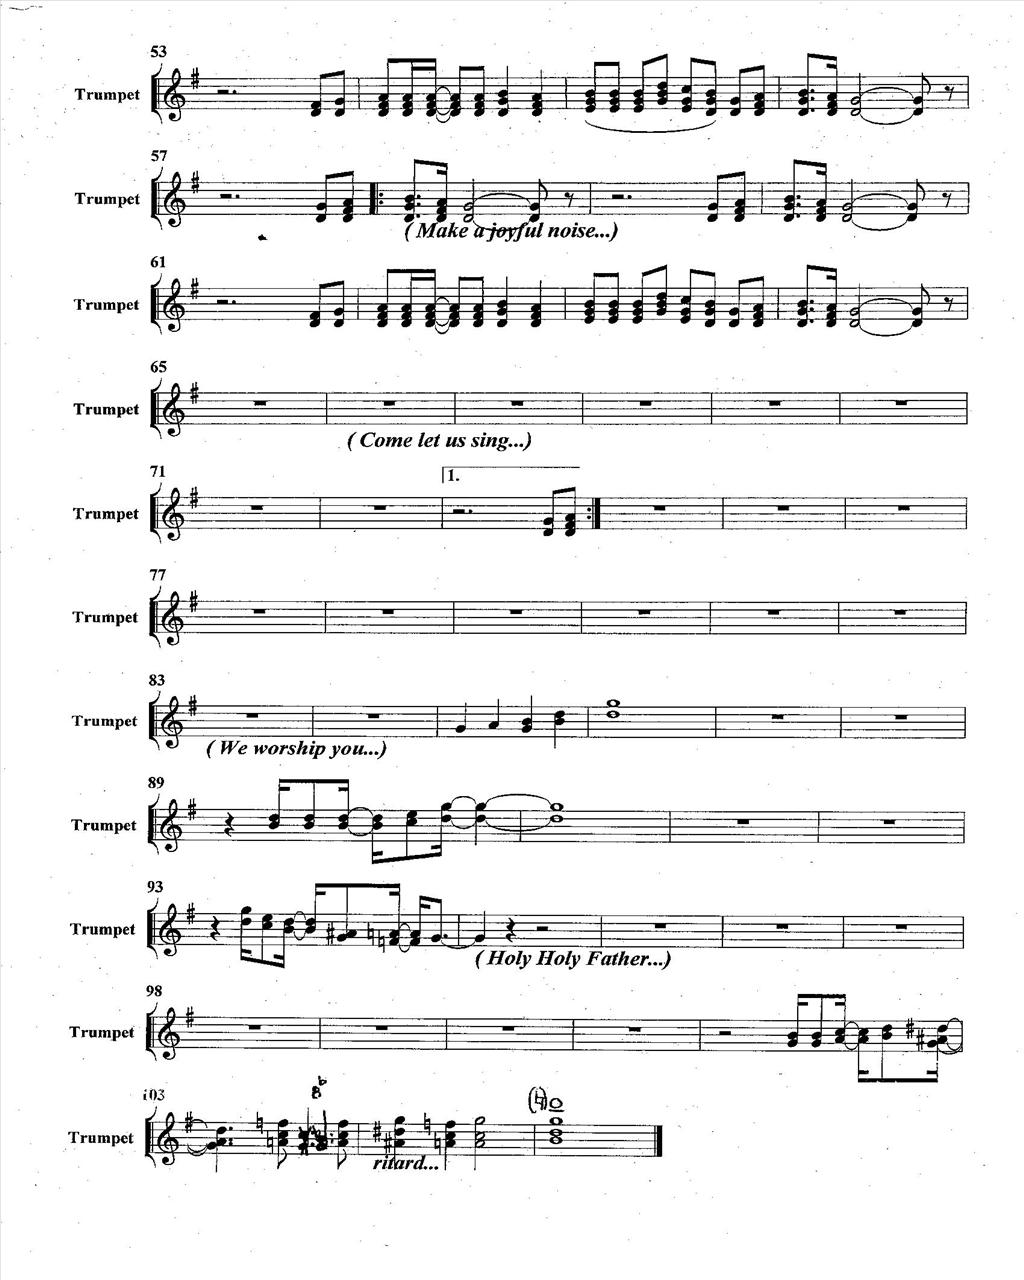 53
Trumpet
57
Trumpet
( Make a joyful noise...)
61
Trumpet
65
Trumpet
( Come let us sing...)
71
1.
Trumpet
77
Trumpet
83
Trumpet
( We worship you...)
89
Trumpet
93
Trumpet
( Holy Holy Father...)
98
Trumpet
103
Trumpet
ritard...